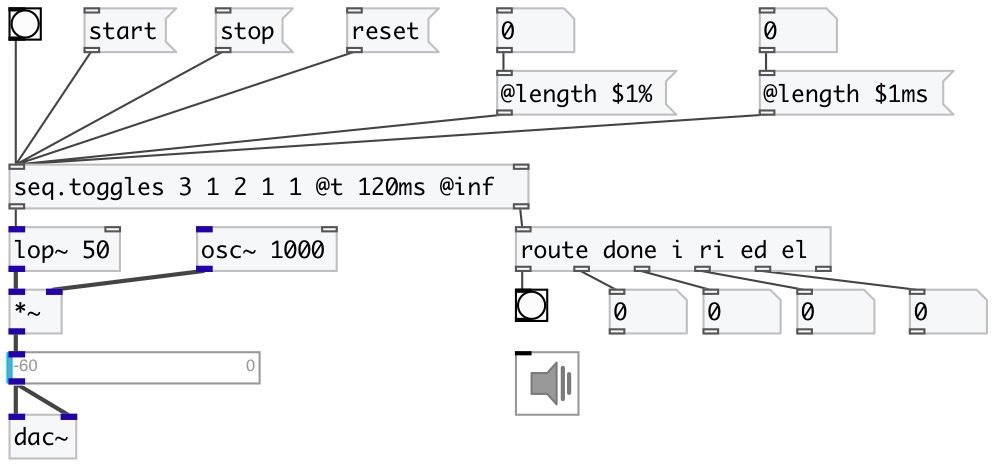 start stop reset 0 0
@length $1% @length $1ms
seq.toggles 3 1 2 1 1 @t 120ms @inf
lop~ 50 osc~ 1000 route done i ri ed el
*~ 0 0 0 0
-60 0
dac~